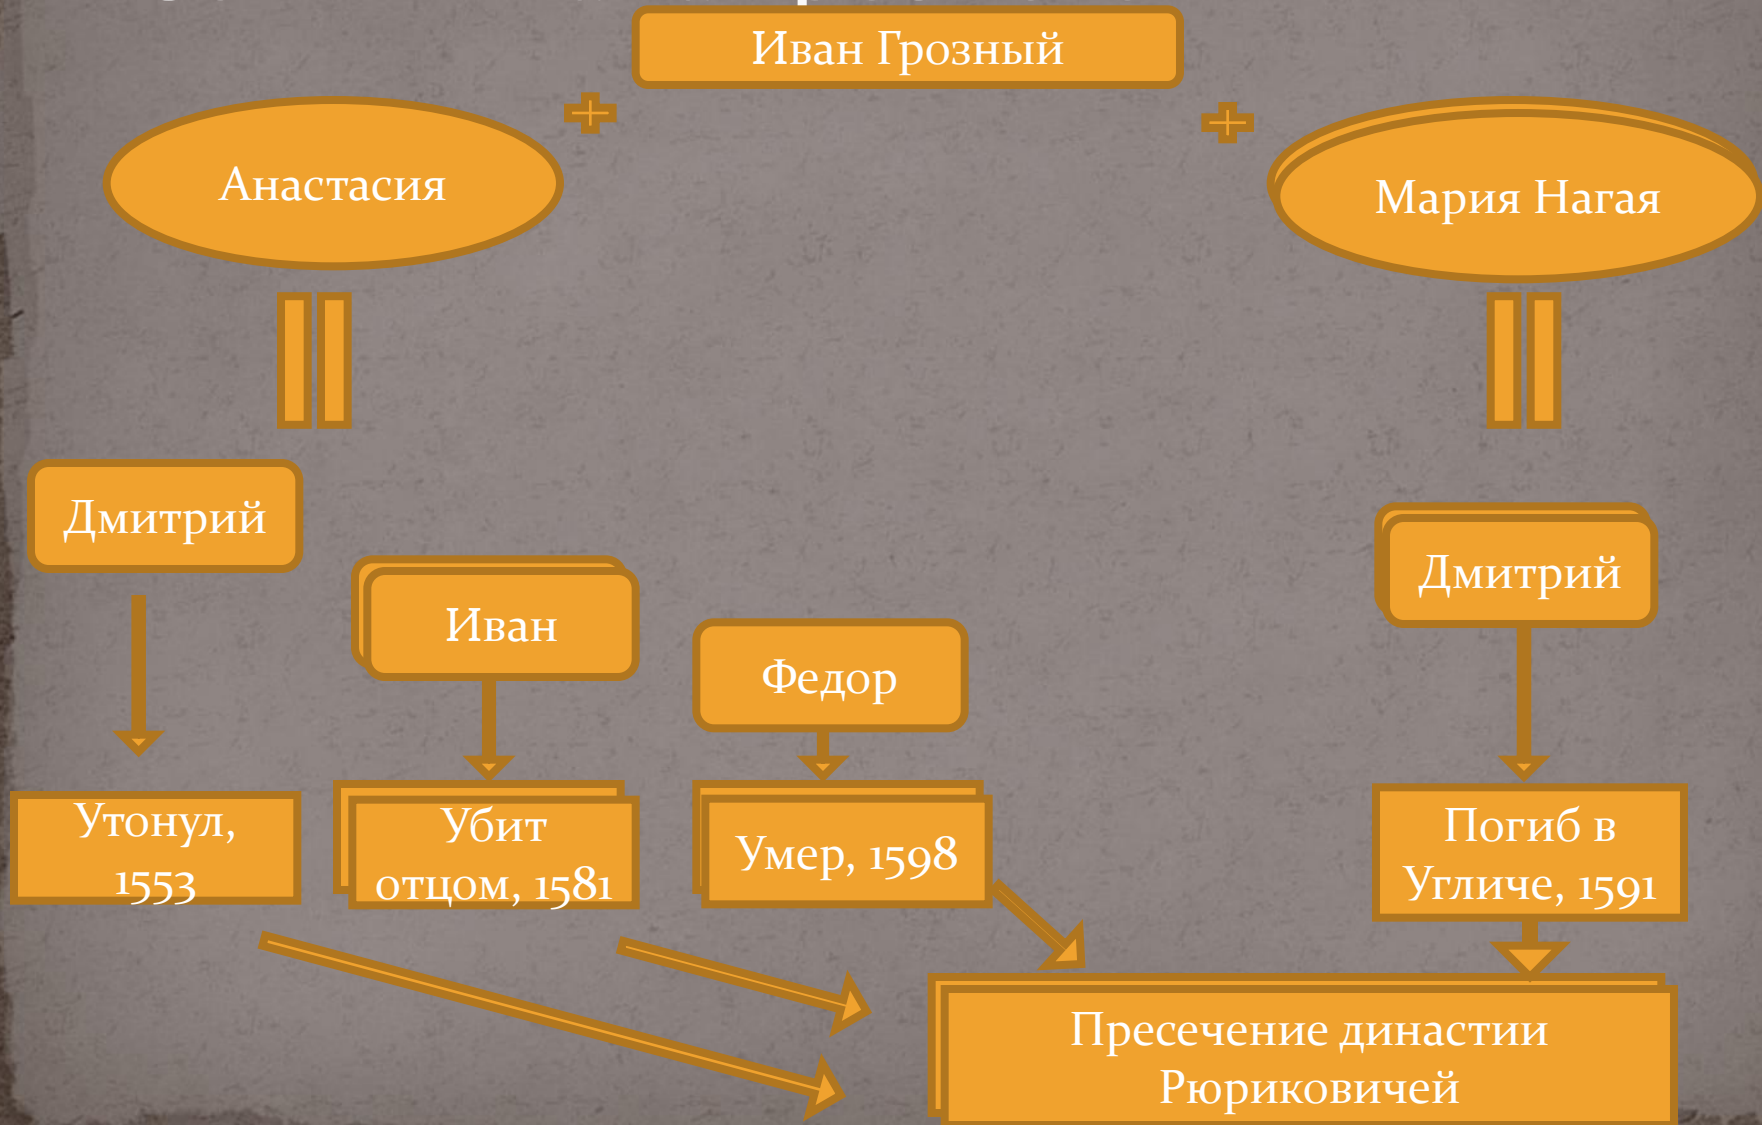 Иван Грозный
Анастасия
Мария Нагая
Дмитрий
Иван
Федор
Дмитрий
Утонул,
1553
Убит
отцом, 1581
Умер, 1598
Погиб в
Угличе, 1591
Пресечение династии
Рюриковичей